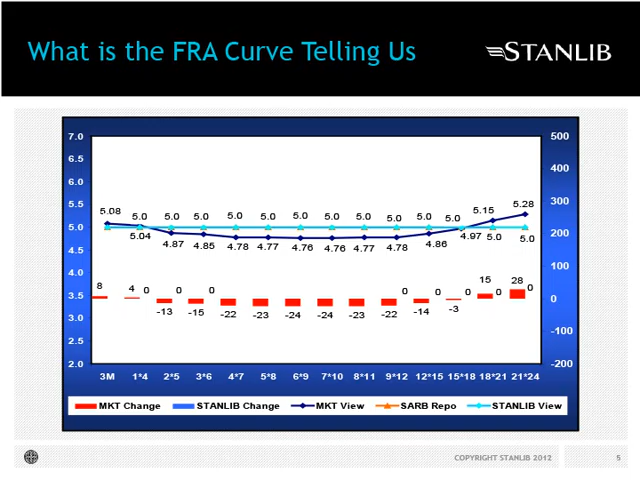 What is the FRA Curve Telling Us
STANLIB
7.0
6.5
6.0
5.5
5.0
4.5
4.0
3.5
3.0
2.5
2.0
500
400
300
200
100
0
-100
-200
5.08 5.0 5.0 5.0 5.0 5.0 5.0 5.0 5.0 5.0 5.0 5.0 5.15 5.28
5.04 4.87 4.85 4.78 4.77 4.76 4.76 4.77 4.78 4.86 4.97 5.0 5.0
8 4 0 0 0 0 0 0 15 0 28 0
-13 -15 -22 -23 -24 -24 -23 -22 -14 -3
3M 1*4 2*5 3*6 4*7 5*8 6*9 7*10 8*11 9*12 12*15 15*18 18*21 21*24
MKT Change STANLIB Change MKT View SARB Repo STANLIB View
COPYRIGHT STANLIB 2012 5